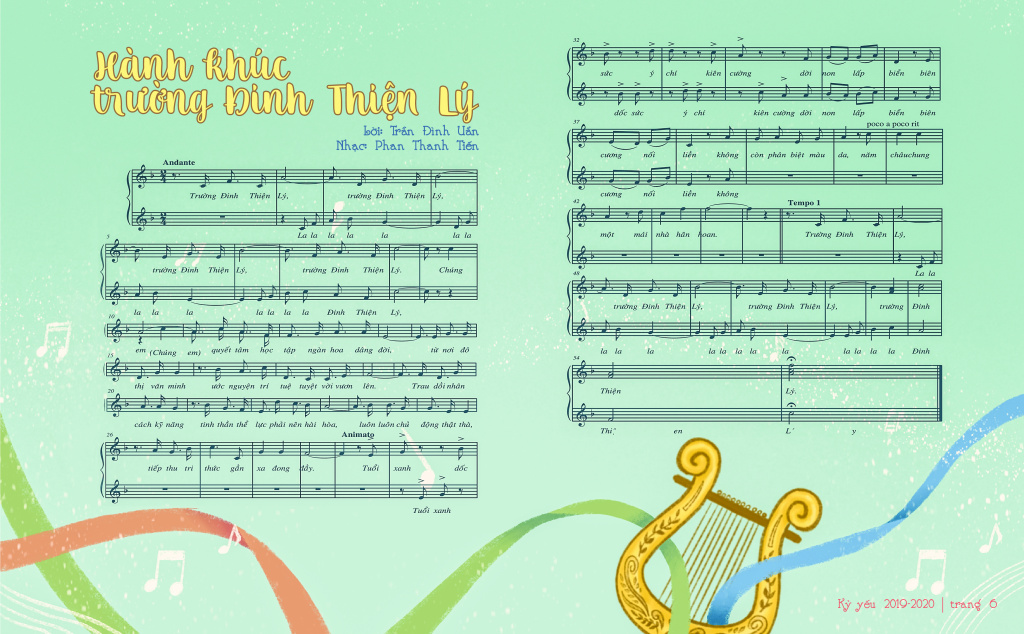 Hành khúc
trường Đinh Thiện Lý
Lời: Trần Đình Uẩn
Nhạc: Phan Thanh Tiến
Andante
Trường Đinh Thiện Lý, trường Đinh Thiện Lý,
La la la la la la la
5
trường Đinh Thiện Lý, trường Đinh Thiện Lý. Chúng
la la la la la la la Đinh Thiện Lý,
10
em (Chúng em) quyết tâm học tập ngàn hoa dâng đời, từ nơi đó
15
thị văn minh ước nguyện trí tuệ tuyệt vời vươn lên. Trau dồi nhân
20
cách kỹ năng tinh thần thể lực phải nên hài hòa, luôn luôn chủ động thật thà,
26
Animato
tiếp thu tri thức gắn xa đong đầy. Tuổi xanh dốc
Tuổi xanh
32
sức ý chí kiên cường dời non lấp biển biên
dốc sức ý chí kiên cường dời non lấp biển biên
37
poco a poco rit
cương nối liền không còn phân biệt màu da, năm châu chung
cương nối liền không
42
Tempo 1
một mái nhà hân hoan. Trường Đinh Thiện Lý,
La la
48
trường Đinh Thiện Lý, trường Đinh Thiện Lý, trường Đinh
la la la la la la la la la la la la Đinh
54
Thiện Lý.
Thi' en L' y
Kỷ yếu 2019-2020 | trang 6